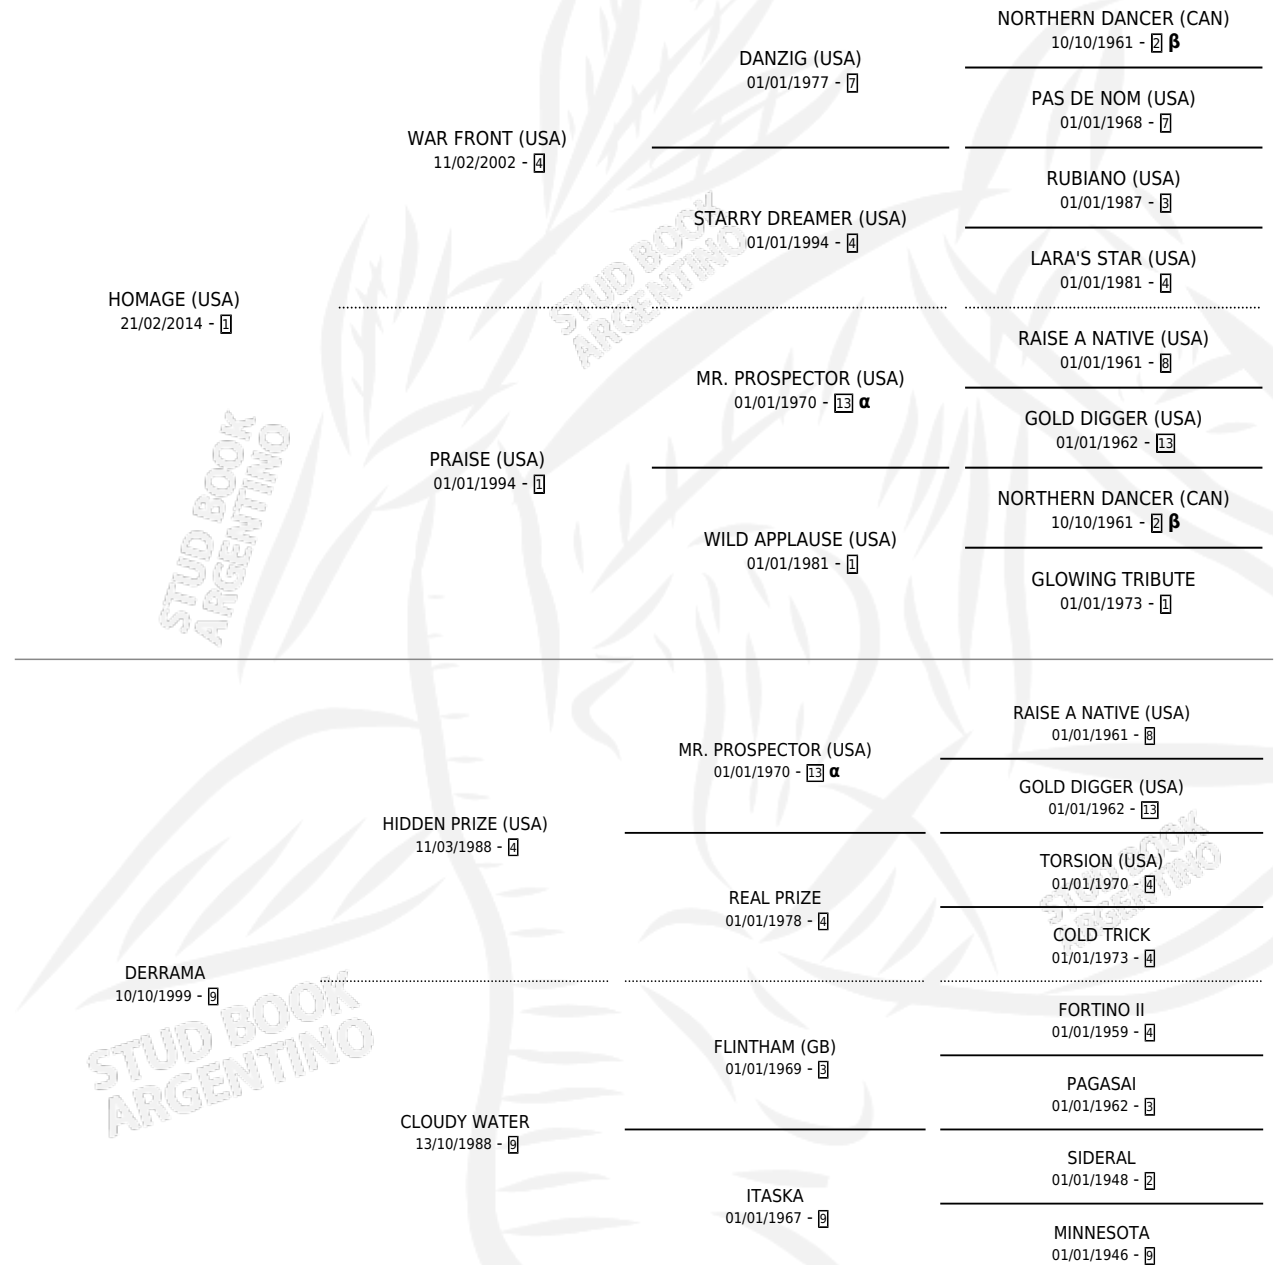 NORTHERN DANCER (CAN)
10/10/1961 - 2 β
DANZIG (USA)
01/01/1977 - 7
PAS DE NOM (USA)
01/01/1968 - 7
WAR FRONT (USA)
11/02/2002 - 4
RUBIANO (USA)
01/01/1987 - 3
STARRY DREAMER (USA)
01/01/1994 - 4
LARA'S STAR (USA)
01/01/1981 - 4
HOMAGE (USA)
21/02/2014 - 1
RAISE A NATIVE (USA)
01/01/1961 - 8
MR. PROSPECTOR (USA)
01/01/1970 - 13 α
GOLD DIGGER (USA)
01/01/1962 - 13
PRAISE (USA)
01/01/1994 - 1
NORTHERN DANCER (CAN)
10/10/1961 - 2 β
WILD APPLAUSE (USA)
01/01/1981 - 1
GLOWING TRIBUTE
01/01/1973 - 1
RAISE A NATIVE (USA)
01/01/1961 - 8
MR. PROSPECTOR (USA)
01/01/1970 - 13 α
GOLD DIGGER (USA)
01/01/1962 - 13
HIDDEN PRIZE (USA)
11/03/1988 - 4
TORSION (USA)
01/01/1970 - 4
REAL PRIZE
01/01/1978 - 4
COLD TRICK
01/01/1973 - 4
DERRAMA
10/10/1999 - 9
FORTINO II
01/01/1959 - 4
FLINTHAM (GB)
01/01/1969 - 3
PAGASAI
01/01/1962 - 3
CLOUDY WATER
13/10/1988 - 9
SIDERAL
01/01/1948 - 2
ITASKA
01/01/1967 - 9
MINNESOTA
01/01/1946 - 9
STUD BOOK
ARGENTINO
STUD BOOK
ARGENTINO
STUD BOOK
ARGENTINO
STUD BOOK
ARGENTINO